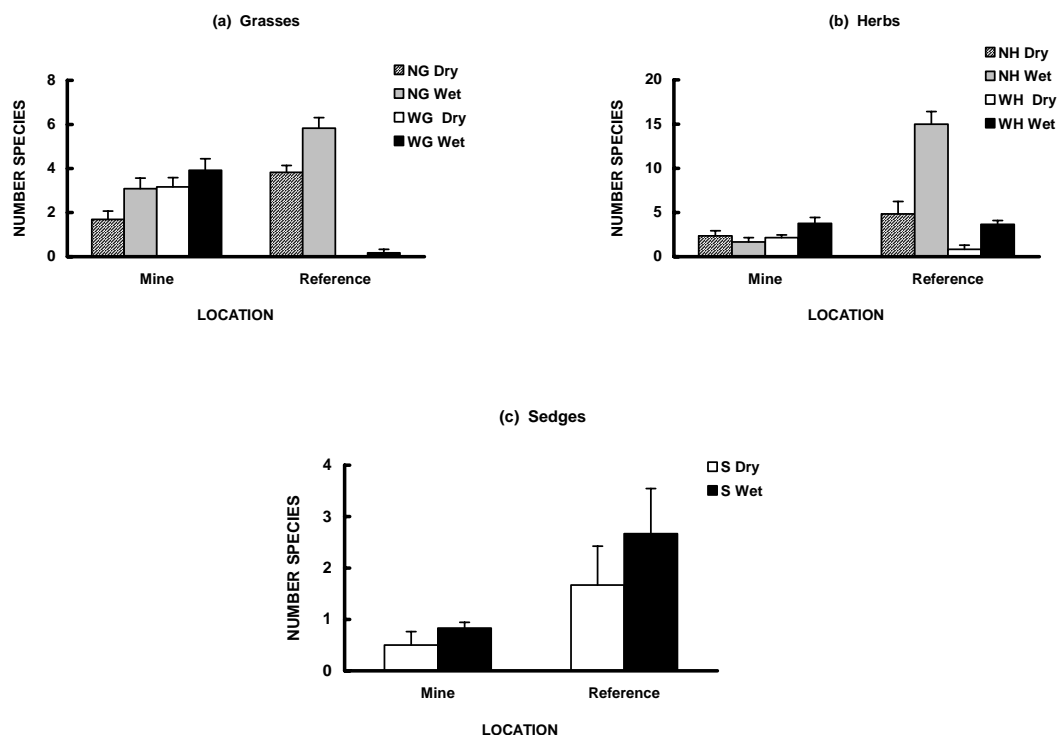 (a) Grasses
NG Dry
NG Wet
WG Dry
WG Wet
NUMBER SPECIES
8
6
4
2
0
Mine
Reference
LOCATION
(b) Herbs
NH Dry
NH Wet
WH Dry
WH Wet
NUMBER SPECIES
20
15
10
5
0
Mine
Reference
LOCATION
(c) Sedges
S Dry
S Wet
NUMBER SPECIES
4
3
2
1
0
Mine
Reference
LOCATION